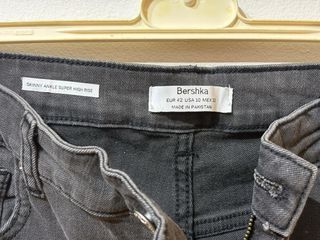 SKINNY ANKLE SUPER HIGH RISE
Bershka
EUR 42 USA 10 MEX 32
MADE IN PAKISTAN